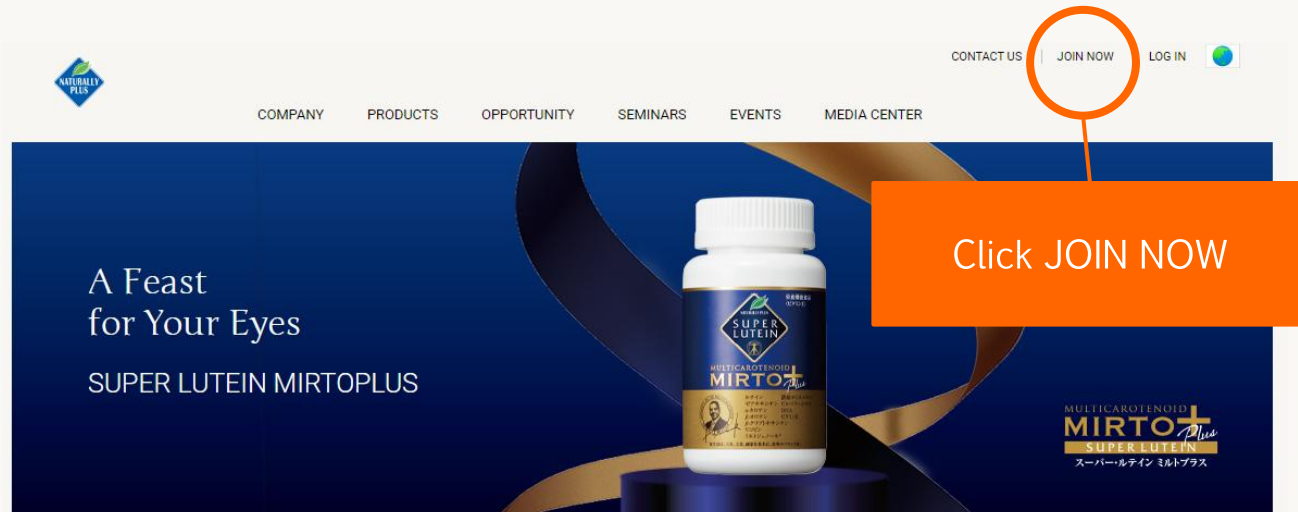 CONTACT US
JOIN NOW
LOG IN
NATURALLY
PLUS
COMPANY
PRODUCTS
OPPORTUNITY
SEMINARS
EVENTS
MEDIA CENTER
Click JOIN NOW
A Feast
for Your Eyes
SUPER LUTEIN MIRTOPLUS
SUPER
LUTEIN
MULTICAROTENOID
MIRTO+
Plus
MULTICAROTENOID
MIRTO+
Plus
SUPER LUTEIN
スーパー・ルテイン ミルトプラス